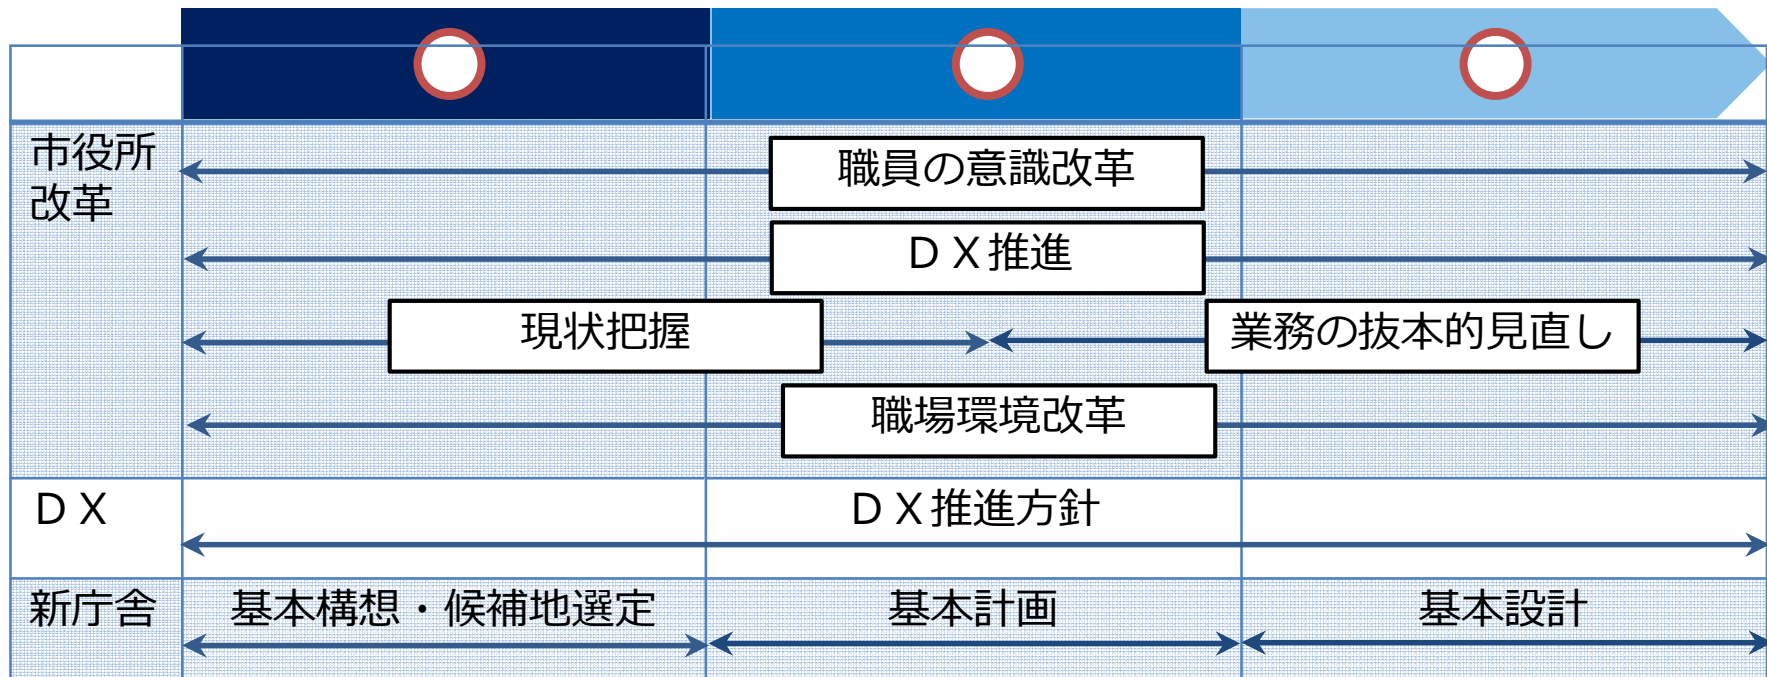 市役所
改革
職員の意識改革
ＤＸ推進
現状把握
業務の抜本的見直し
職場環境改革
ＤＸ
ＤＸ推進方針
新庁舎
基本構想・候補地選定
基本計画
基本設計